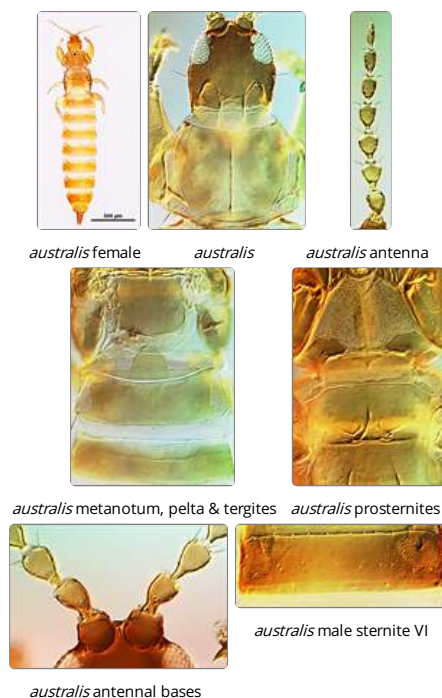 australis female
australis
australis antenna
australis metanotum, pelta & tergites
australis prosternites
australis male sternite VI
australis antennal bases